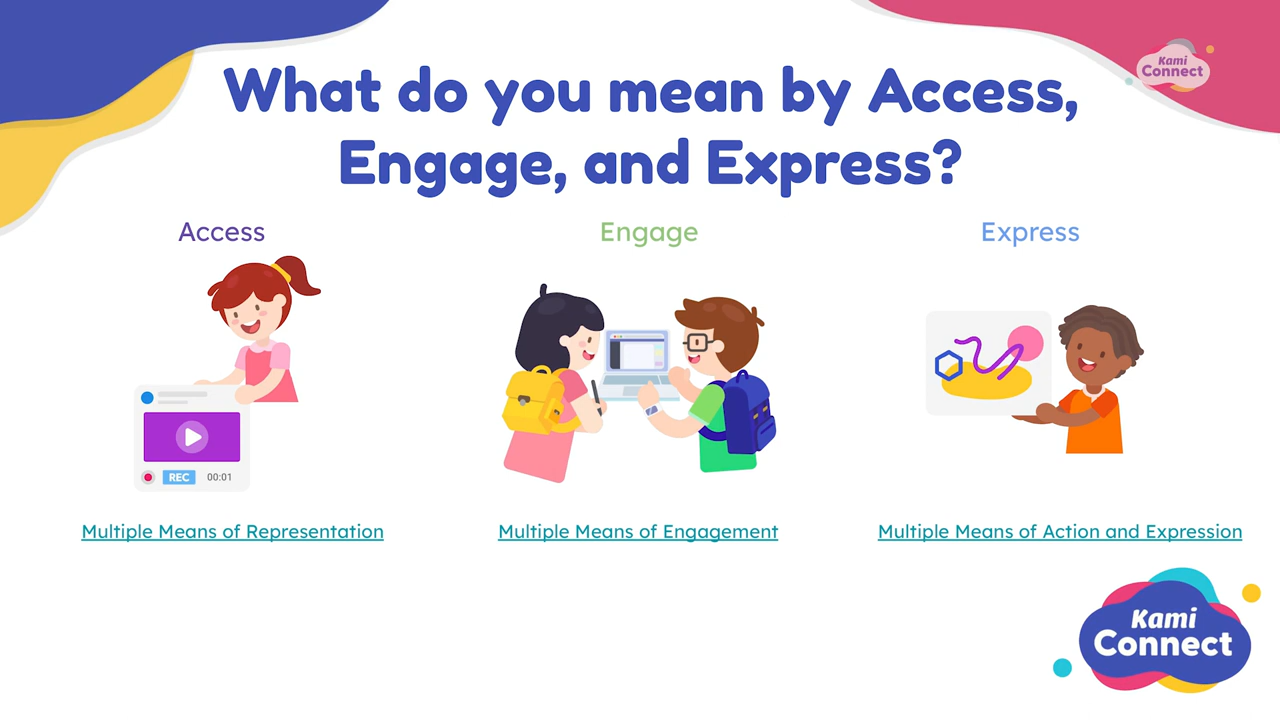 Kami
Connect
What do you mean by Access,
Engage, and Express?
Access
Engage
Express
REC
00:01
Multiple Means of Representation
Multiple Means of Engagement
Multiple Means of Action and Expression
Kami
Connect